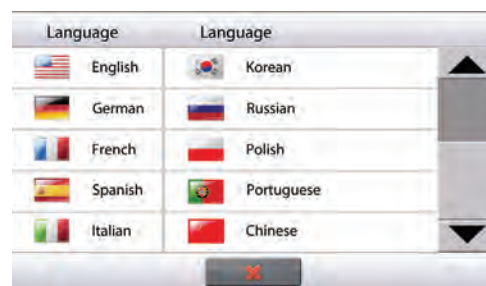 Language Language
English Korean
German Russian
French Polish
Spanish Portuguese
Italian Chinese